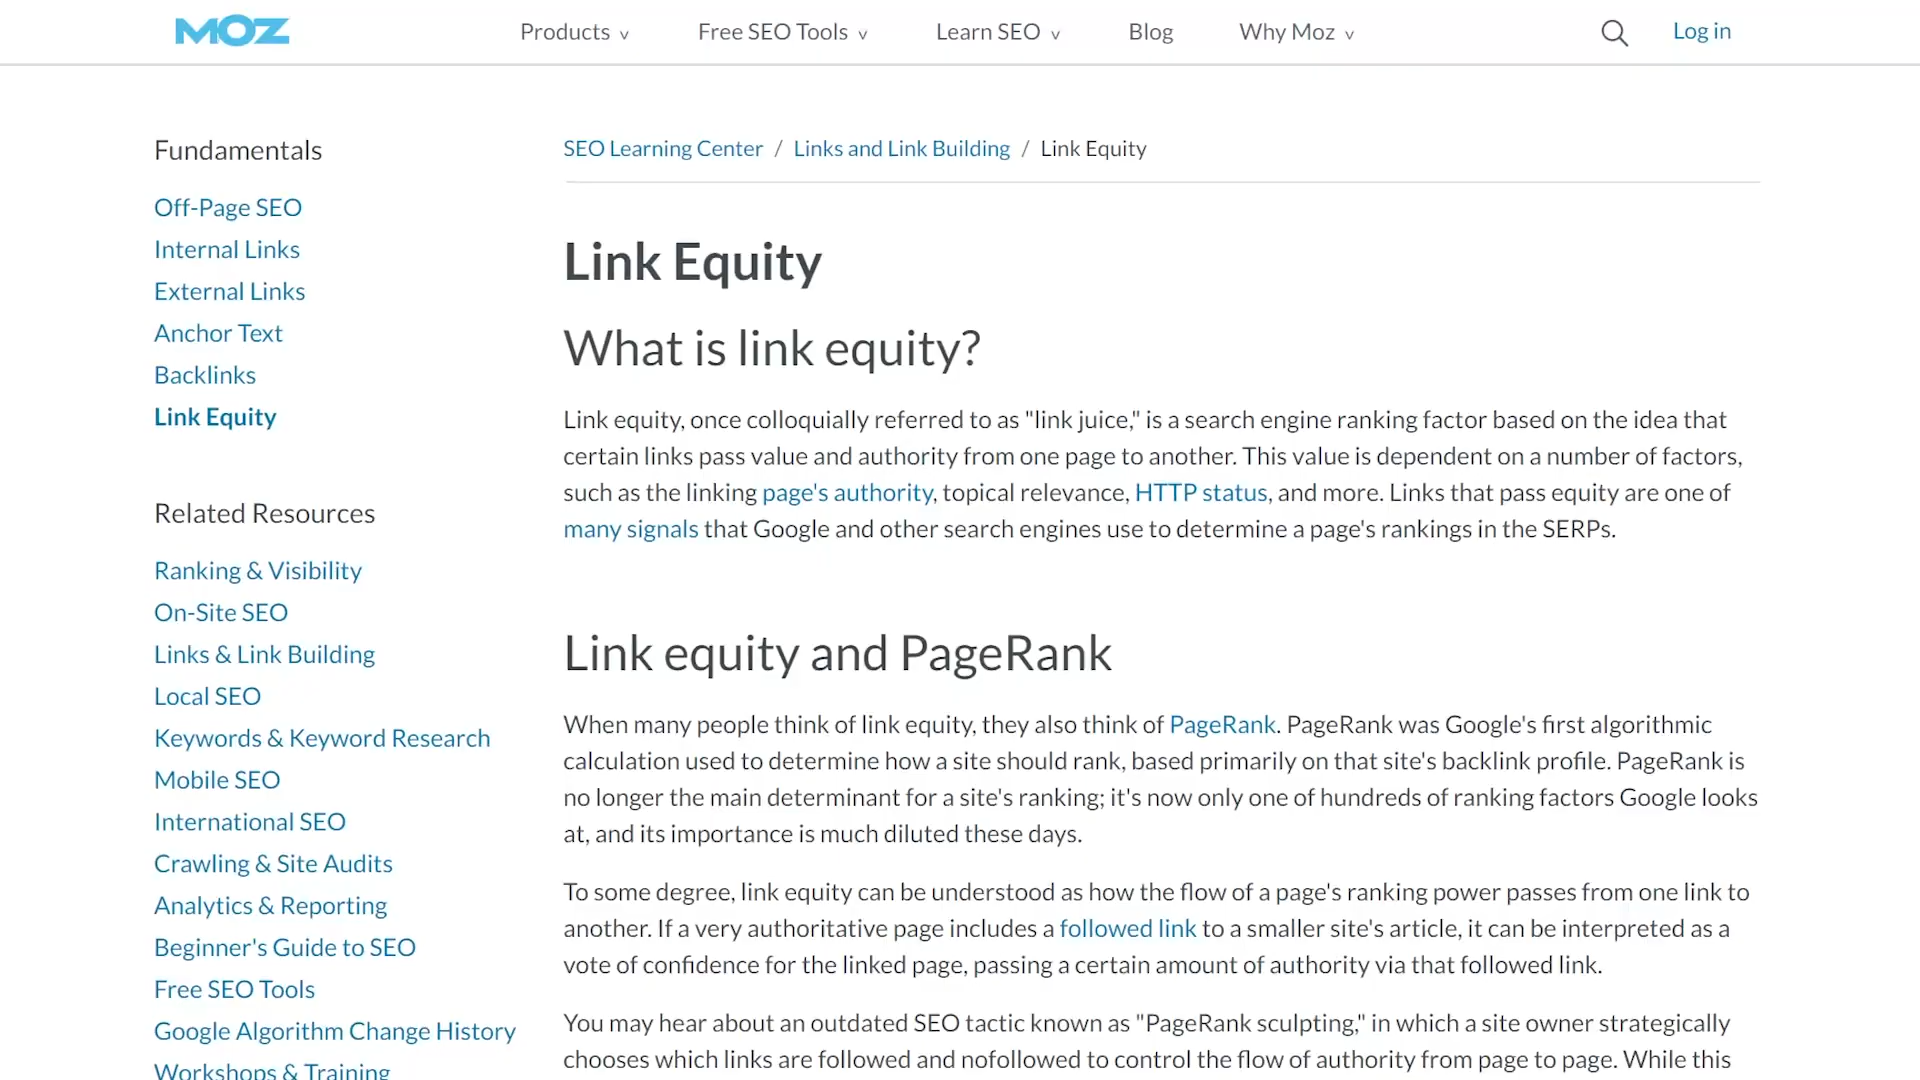 MOZ
Products
Free SEO Tools
Learn SEO
Blog
Why Moz
Log in
Fundamentals
Off-Page SEO
Internal Links
External Links
Anchor Text
Backlinks
Link Equity
Related Resources
Ranking & Visibility
On-Site SEO
Links & Link Building
Local SEO
Keywords & Keyword Research
Mobile SEO
International SEO
Crawling & Site Audits
Analytics & Reporting
Beginner's Guide to SEO
Free SEO Tools
Google Algorithm Change History
Workshops & Training
SEO Learning Center / Links and Link Building / Link Equity
Link Equity
What is link equity?
Link equity, once colloquially referred to as "link juice," is a search engine ranking factor based on the idea that
certain links pass value and authority from one page to another. This value is dependent on a number of factors,
such as the linking page's authority, topical relevance, HTTP status, and more. Links that pass equity are one of
many signals that Google and other search engines use to determine a page's rankings in the SERPs.
Link equity and PageRank
When many people think of link equity, they also think of PageRank. PageRank was Google's first algorithmic
calculation used to determine how a site should rank, based primarily on that site's backlink profile. PageRank is
no longer the main determinant for a site's ranking; it's now only one of hundreds of ranking factors Google looks
at, and its importance is much diluted these days.
To some degree, link equity can be understood as how the flow of a page's ranking power passes from one link to
another. If a very authoritative page includes a followed link to a smaller site's article, it can be interpreted as a
vote of confidence for the linked page, passing a certain amount of authority via that followed link.
You may hear about an outdated SEO tactic known as "PageRank sculpting," in which a site owner strategically
chooses which links are followed and nofollowed to control the flow of authority from page to page. While this